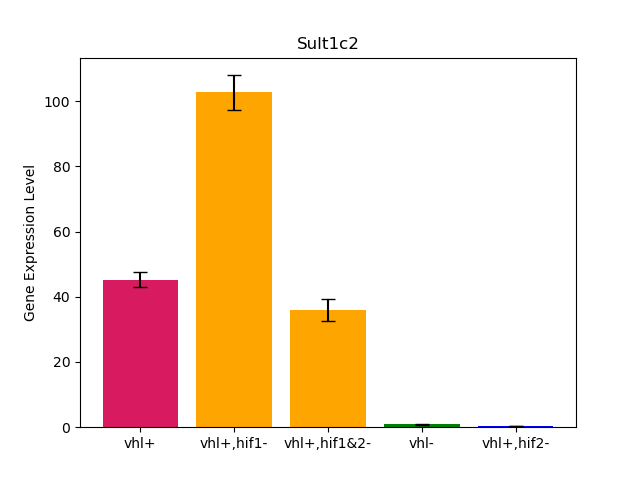 Sult1c2
Gene Expression Level
100
80
60
40
20
0
vhl+
vhl+,hif1-
vhl+,hif1&2-
vhl-
vhl+,hif2-